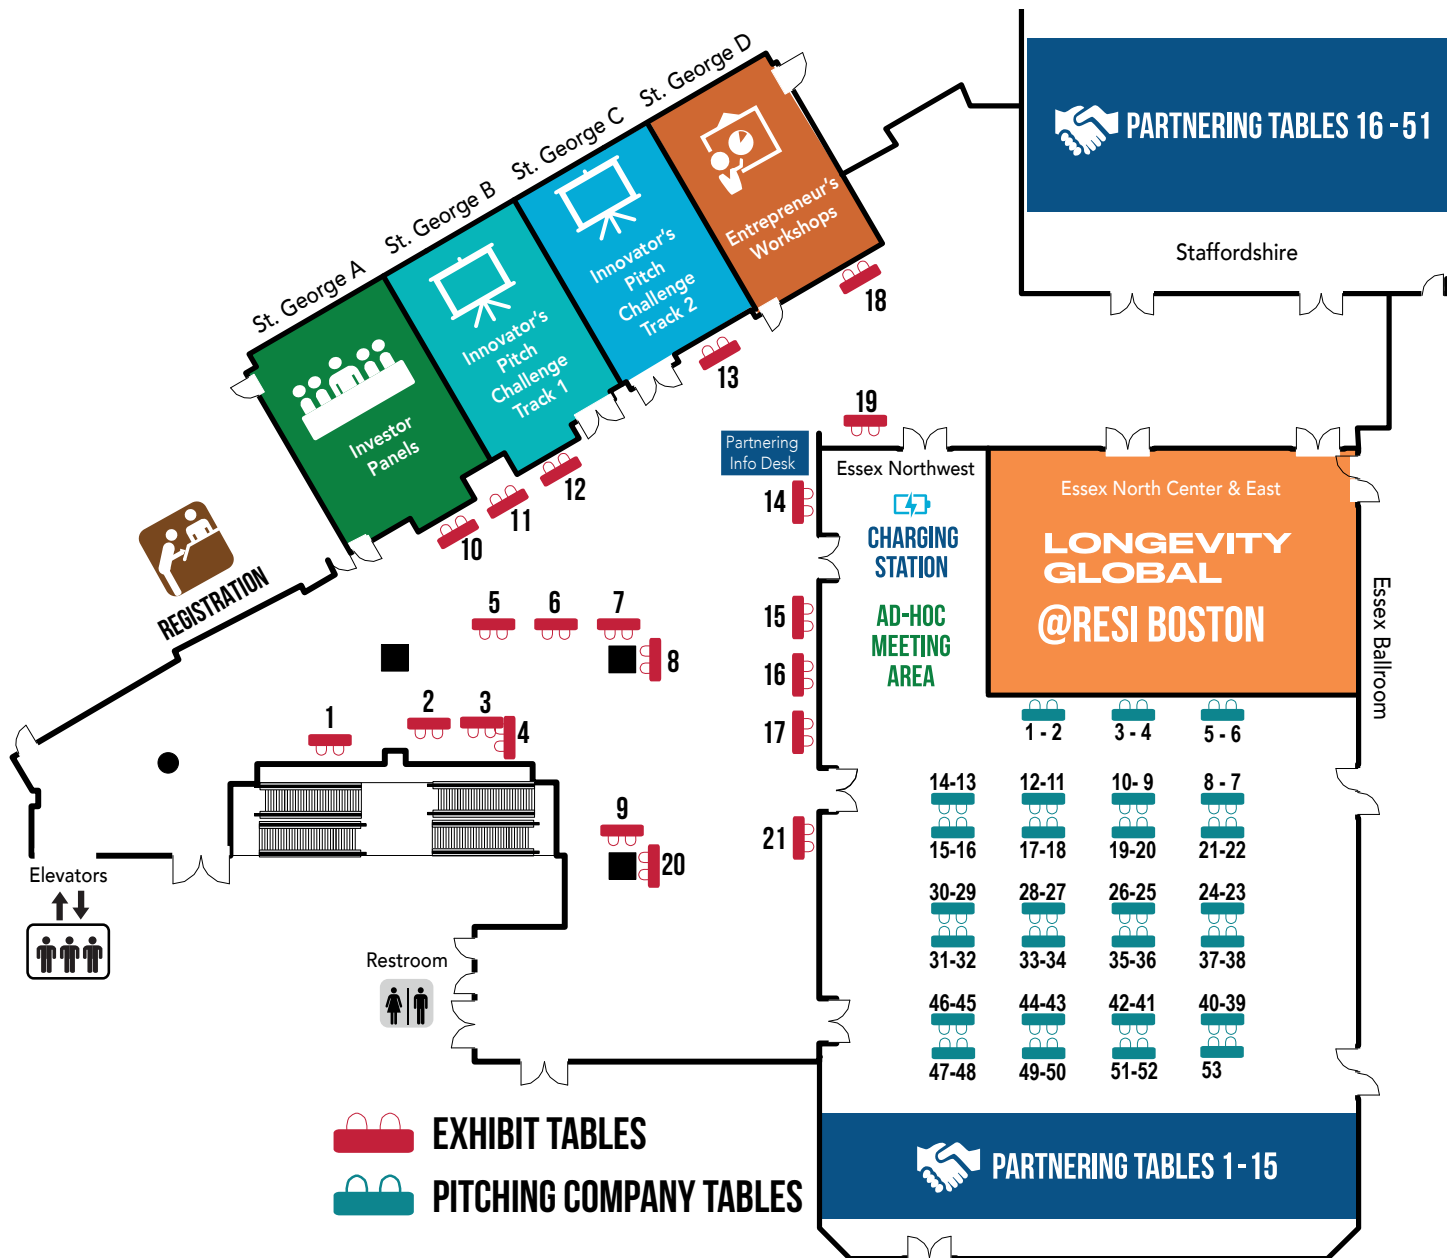 St. George A
St. George B
St. George C
St. George D
Investor
Panels
Innovator's
Pitch
Challenge
Track 1
Innovator's
Pitch
Challenge
Track 2
Entrepreneur's
Workshops
PARTNERING TABLES 16 - 51
Staffordshire
18
13
19
12
11
10
Partnering
Info Desk
14
Essex Northwest
CHARGING
STATION
AD-HOC
MEETING
AREA
Essex North Center & East
LONGEVITY
GLOBAL
@RESI BOSTON
Essex Ballroom
REGISTRATION
5
6
7
8
15
16
17
1
2
3
4
9
20
21
1 - 2
3 - 4
5 - 6
14-13
12-11
10- 9
8 - 7
15-16
17-18
19-20
21-22
30-29
28-27
26-25
24-23
31-32
33-34
35-36
37-38
46-45
44-43
42-41
40-39
47-48
49-50
51-52
53
Elevators
Restroom
EXHIBIT TABLES
PITCHING COMPANY TABLES
PARTNERING TABLES 1 - 15